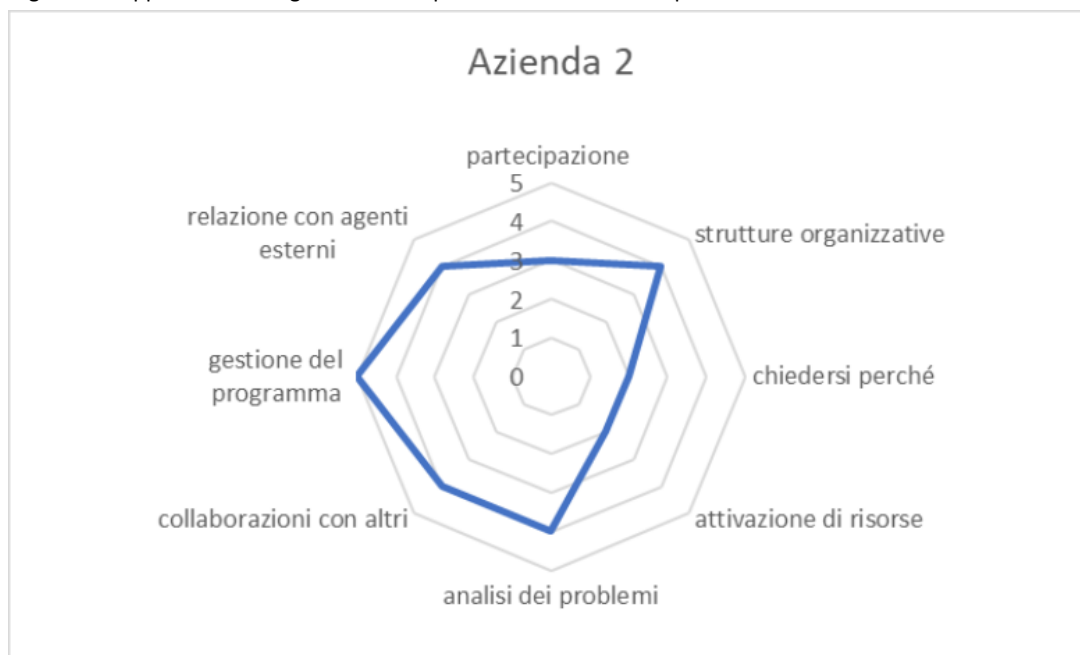 Azienda 2
partecipazione
5
4
3
2
1
0
relazione con agenti
esterni
strutture organizzative
gestione del
programma
chiedersi perché
collaborazioni con altri
attivazione di risorse
analisi dei problemi